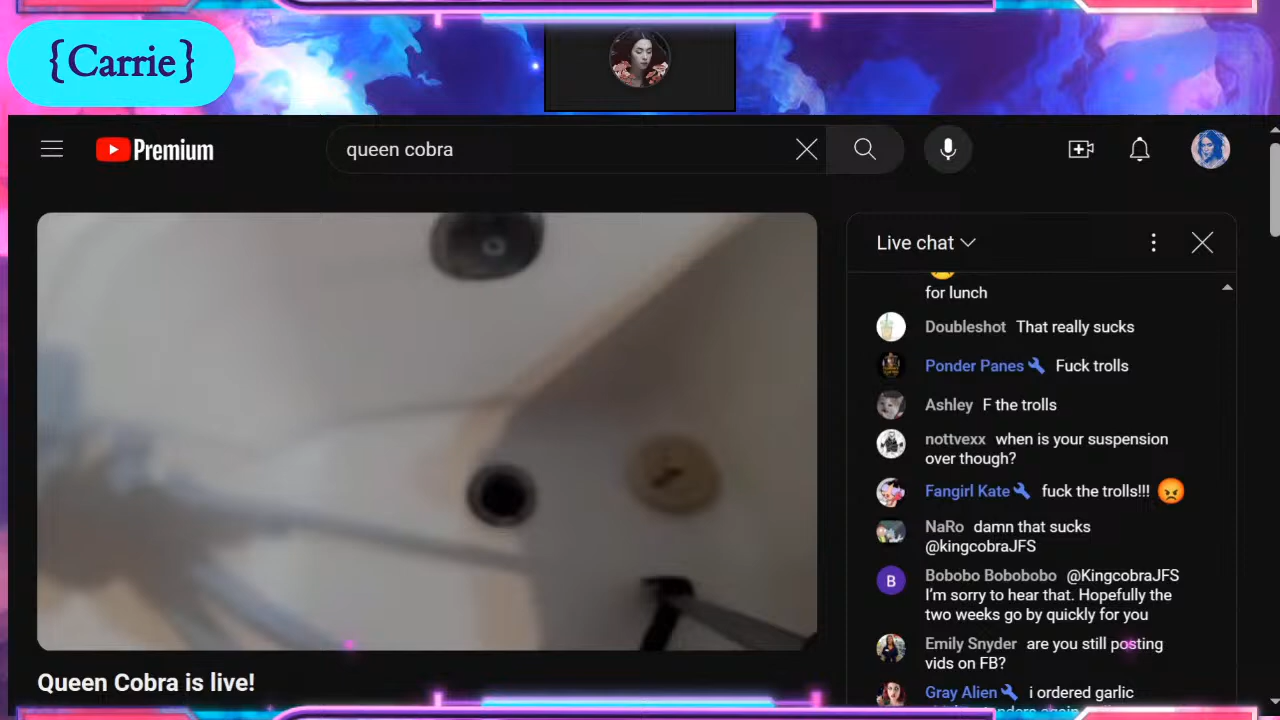 {Carrie}
Premium
queen cobra
Live chat
for lunch
Doubleshot That really sucks
Ponder Panes Fuck trolls
Ashley F the trolls
nottvexx when is your suspension
over though?
Fangirl Kate fuck the trolls!!!
NaRo damn that sucks
@kingcobraJFS
B
Bobobo Bobobobo @KingcobraJFS
I'm sorry to hear that. Hopefully the
two weeks go by quickly for you
Emily Snyder are you still posting
vids on FB?
Gray Alien i ordered garlic
Queen Cobra is live!